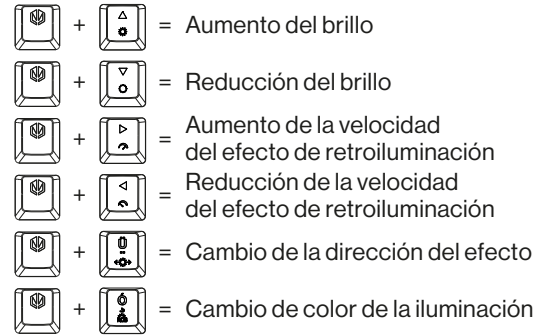 + = Aumento del brillo
+ = Reducción del brillo
+ = Aumento de la velocidad
del efecto de retroiluminación
+ = Reducción de la velocidad
del efecto de retroiluminación
+ = Cambio de la dirección del efecto
+ = Cambio de color de la iluminación